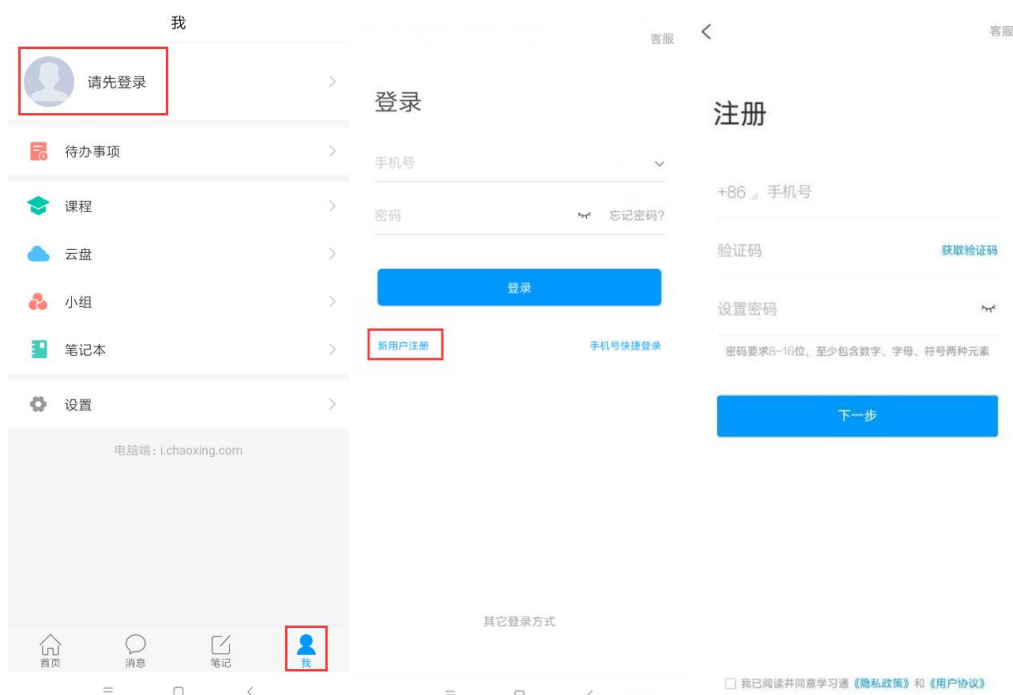 我
请先登录
待办事项
课程
云盘
小组
笔记本
设置
电脑端：i.chaoxing.com
首页
消息
笔记
我
客服
登录
手机号
密码
忘记密码?
登录
新用户注册
手机号快捷登录
其它登录方式
客服
注册
+86 手机号
验证码
获取验证码
设置密码
密码要求8-16位，至少包含数字、字母、符号两种元素
下一步
我已阅读并同意学习通《隐私政策》和《用户协议》